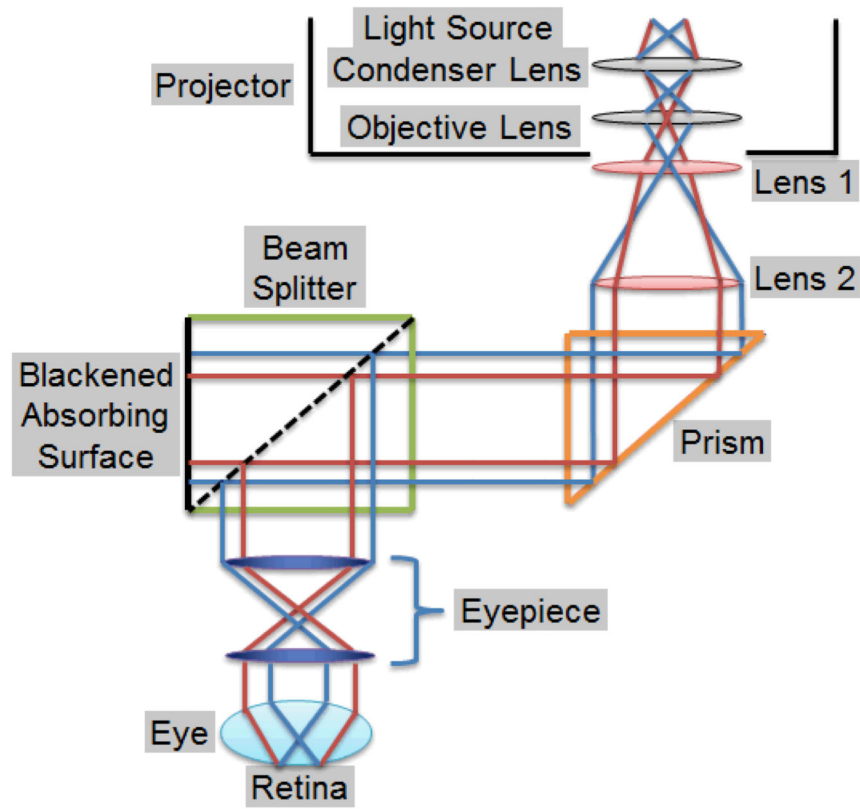 Light Source
Condenser Lens
Projector
Objective Lens
Lens 1
Beam
Splitter
Lens 2
Blackened
Absorbing
Surface
Prism
Eyepiece
Eye
Retina